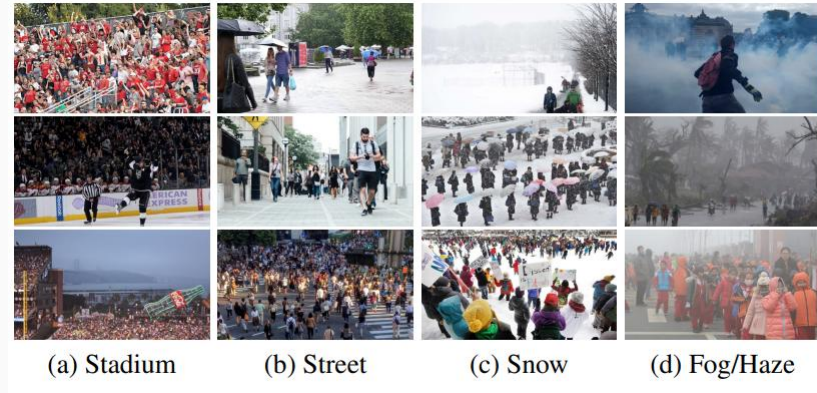 AMERICAN
EXPRESS
(a) Stadium
(b) Street
(c) Snow
(d) Fog/Haze